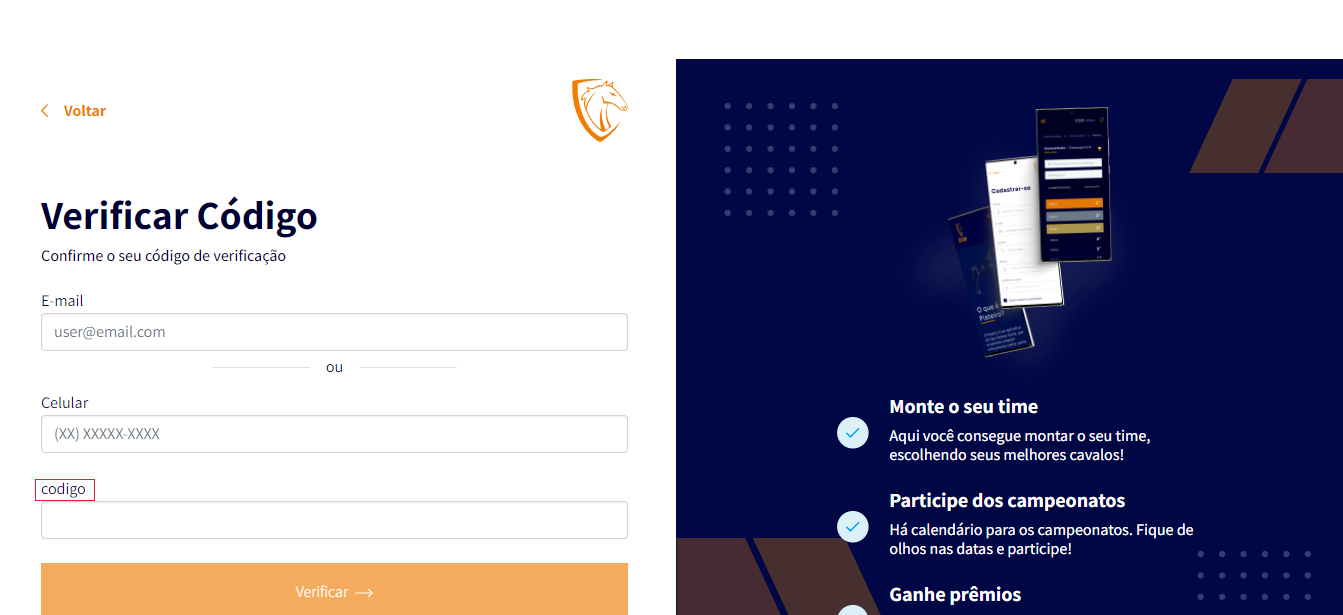 Voltar
Verificar Código
Confirme o seu código de verificação
E-mail
user@email.com
ou
Celular
(XX) XXXXX-XXXX
codigo
Verificar
Cadastrar-se
O que é
Pisteiro?
Monte o seu time
Aqui você consegue montar o seu time,
escolhendo seus melhores cavalos!
Participe dos campeonatos
Há calendário para os campeonatos. Fique de
olhos nas datas e participe!
Ganhe prêmios